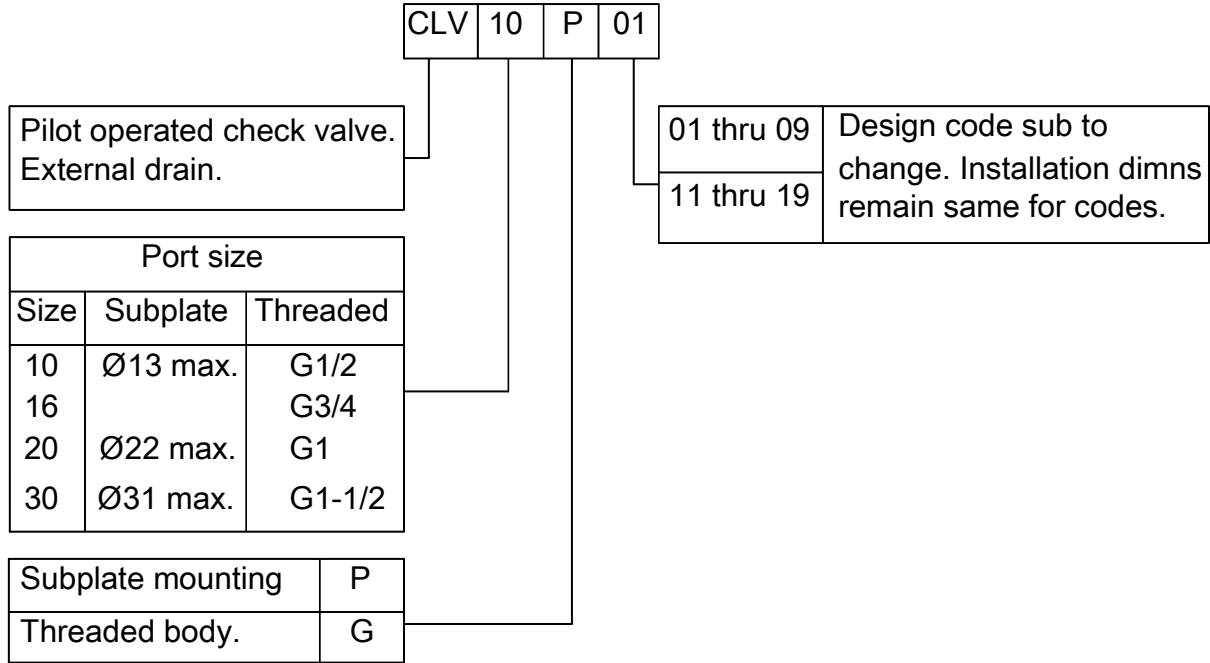 CLV 10 P 01
Pilot operated check valve.
External drain.
01 thru 09
11 thru 19
Design code sub to
change. Installation dimns
remain same for codes.
Port size
Size Subplate Threaded
10 Ø13 max. G1/2
16 G3/4
20 Ø22 max. G1
30 Ø31 max. G1-1/2
Subplate mounting P
Threaded body. G